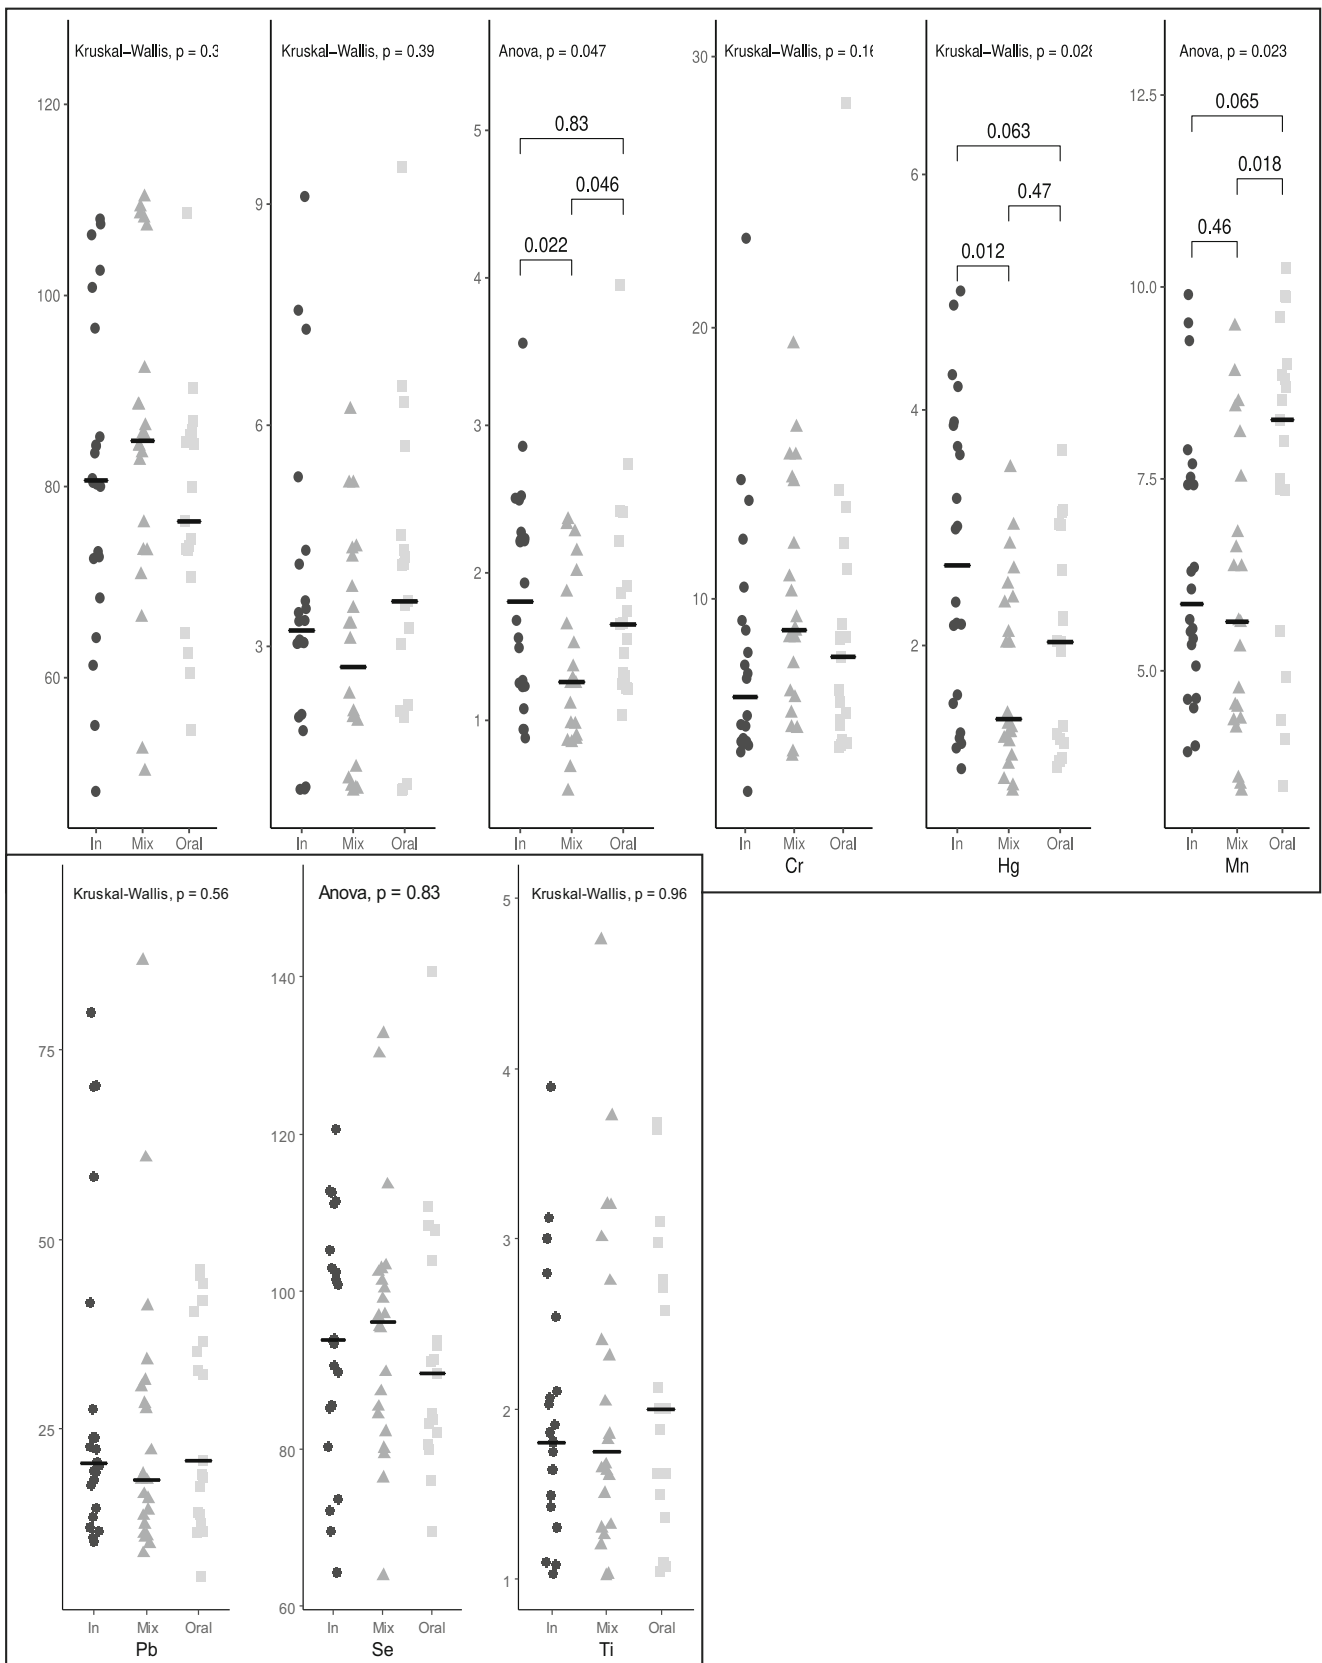 Kruskal–Wallis, p = 0.3
Kruskal–Wallis, p = 0.39
Anova, p = 0.047
Kruskal–Wallis, p = 0.16
Kruskal–Wallis, p = 0.028
Anova, p = 0.023
120
100
80
60
In Mix Oral
9
6
3
In Mix Oral
5
4
3
2
1
0.83
0.046
0.022
In Mix Oral
30
20
10
In Mix Oral
Cr
6
4
2
0.063
0.47
0.012
In Mix Oral
Hg
12.5
10.0
7.5
5.0
0.065
0.018
0.46
In Mix Oral
Mn
Kruskal-Wallis, p = 0.56
75
50
25
In Mix Oral
Pb
Anova, p = 0.83
140
120
100
80
60
In Mix Oral
Se
Kruskal-Wallis, p = 0.96
5
4
3
2
1
In Mix Oral
Ti